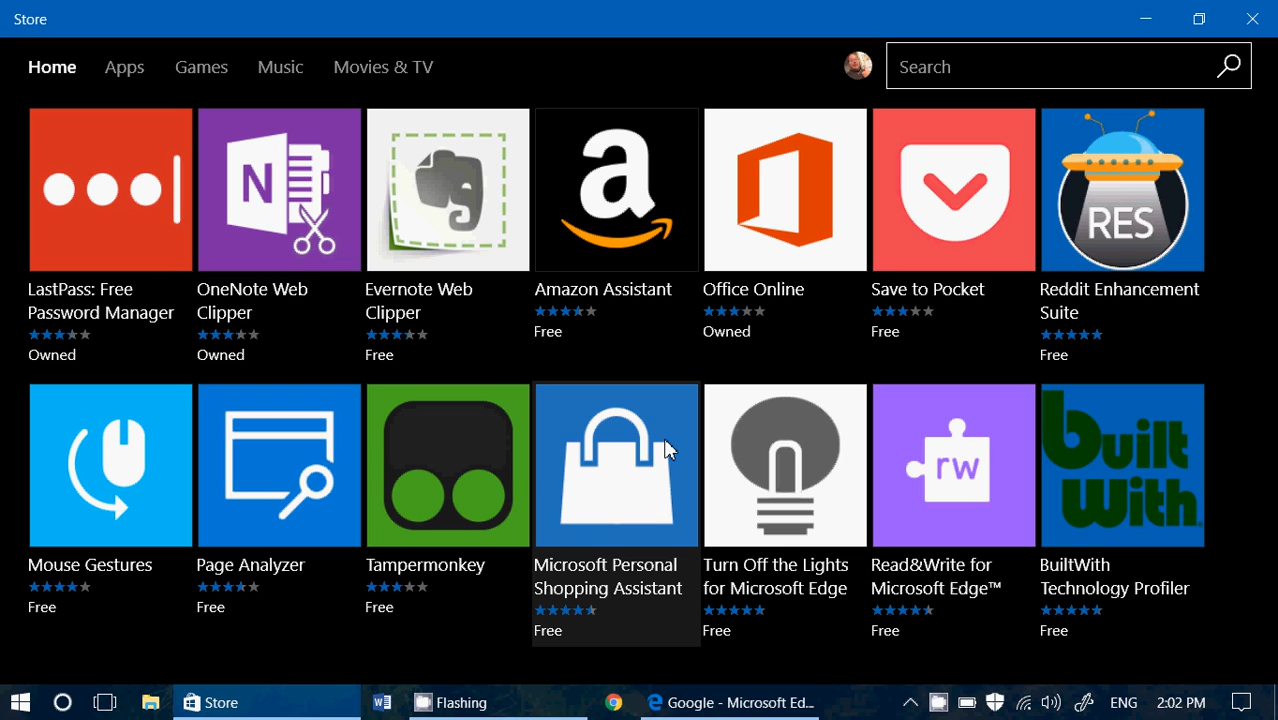 Store
Home Apps Games Music Movies & TV
Search
N
a
RES
LastPass: Free
Password Manager
Owned
OneNote Web
Clipper
Owned
Evernote Web
Clipper
Free
Amazon Assistant
Free
Office Online
Owned
Save to Pocket
Free
Reddit Enhancement
Suite
Free
rw
built
With
Mouse Gestures
Free
Page Analyzer
Free
Tampermonkey
Free
Microsoft Personal
Shopping Assistant
Free
Turn Off the Lights
for Microsoft Edge
Free
Read&Write for
Microsoft Edge™
Free
BuiltWith
Technology Profiler
Free
Store Flashing Google - Microsoft Ed... ENG 2:02 PM